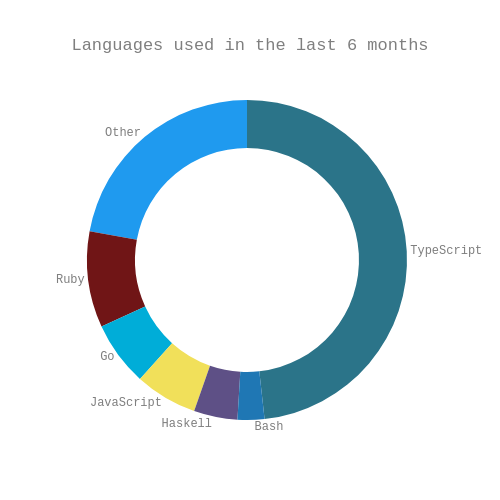 Languages used in the last 6 months
Other
TypeScript
Ruby
Go
JavaScript
Haskell
Bash